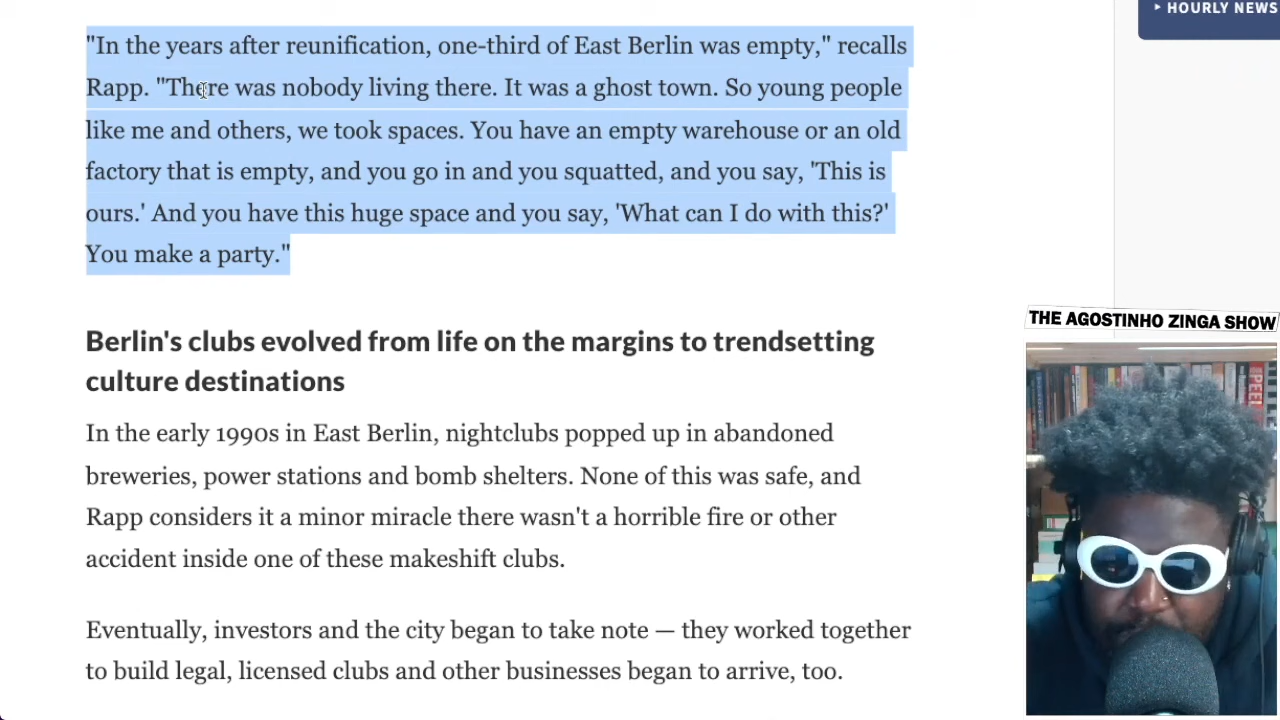 HOURLY NEWS
"In the years after reunification, one-third of East Berlin was empty," recalls
Rapp. "There was nobody living there. It was a ghost town. So young people
like me and others, we took spaces. You have an empty warehouse or an old
factory that is empty, and you go in and you squatted, and you say, 'This is
ours.' And you have this huge space and you say, 'What can I do with this?'
You make a party."
Berlin's clubs evolved from life on the margins to trendsetting
culture destinations
In the early 1990s in East Berlin, nightclubs popped up in abandoned
breweries, power stations and bomb shelters. None of this was safe, and
Rapp considers it a minor miracle there wasn't a horrible fire or other
accident inside one of these makeshift clubs.
Eventually, investors and the city began to take note — they worked together
to build legal, licensed clubs and other businesses began to arrive, too.
THE AGOSTINHO ZINGA SHOW